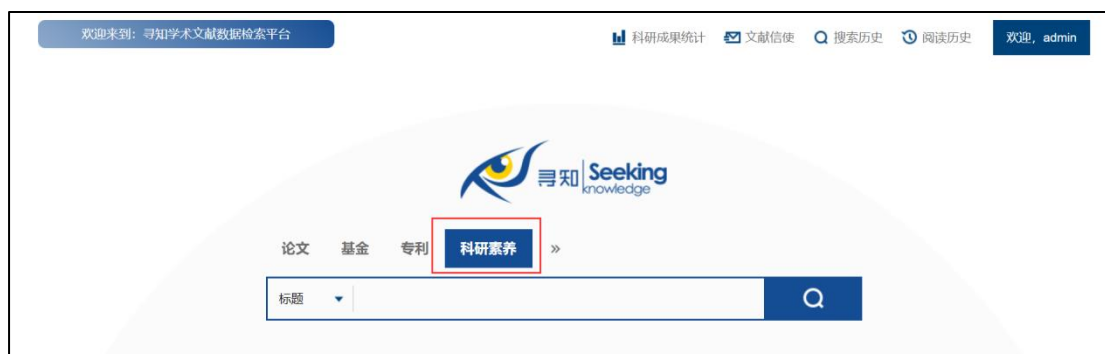 欢迎来到：寻知学术文献数据检索平台 科研成果统计 文献信使 搜索历史 阅读历史 欢迎，admin
寻知 Seeking
knowledge
论文 基金 专利 科研素养 »
标题